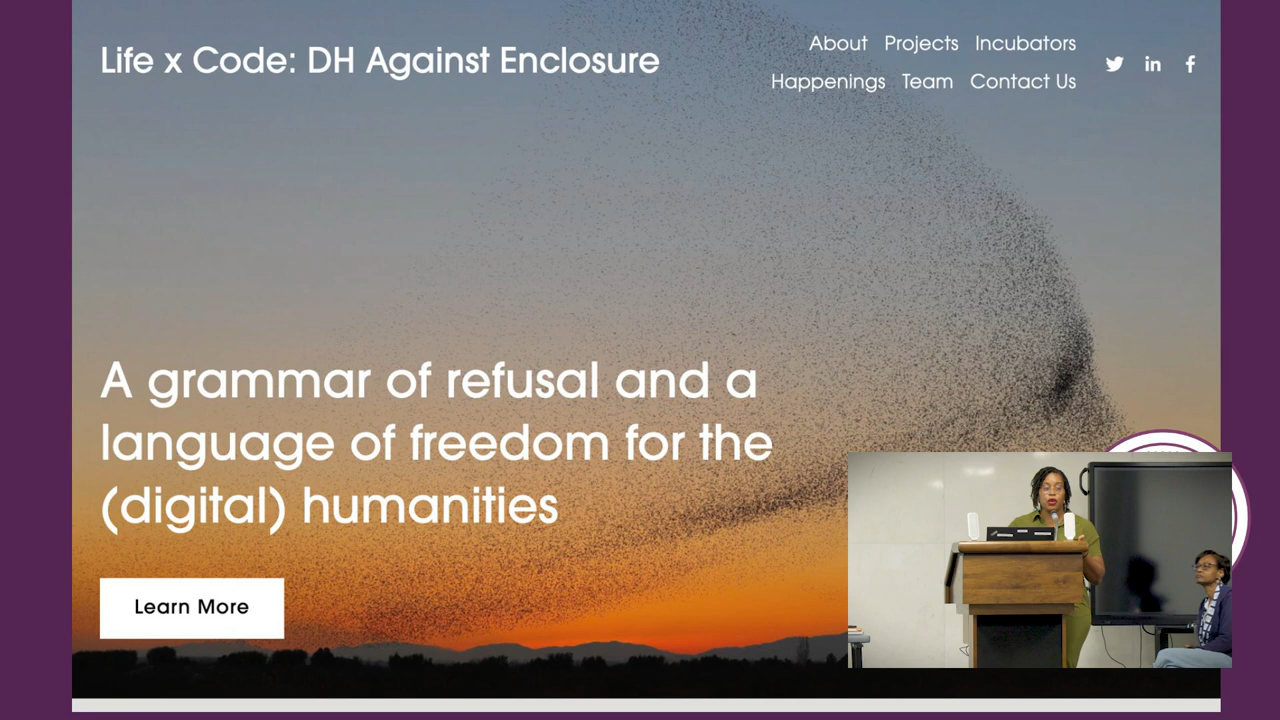 Life x Code: DH Against Enclosure
About Projects Incubators
Happenings Team Contact Us
A grammar of refusal and a
language of freedom for the
(digital) humanities
Learn More